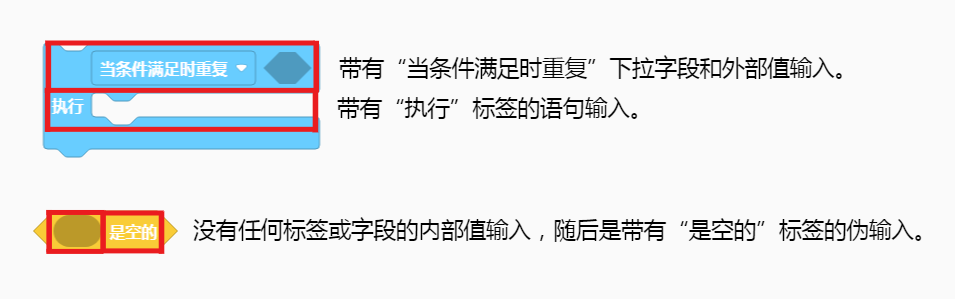 当条件满足时重复
带有“当条件满足时重复”下拉字段和外部值输入。
执行
带有“执行”标签的语句输入。
是空的
没有任何标签或字段的内部值输入，随后是带有“是空的”标签的伪输入。